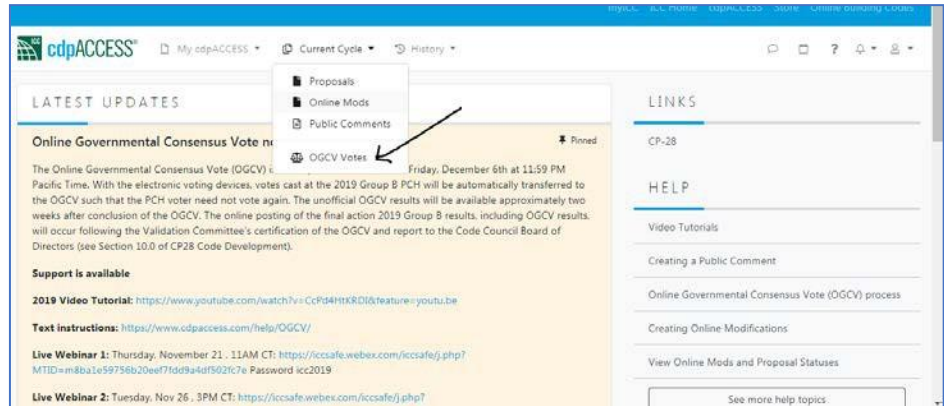 myICC ICC Home cdpACCESS Store Online Building Codes
ICC
cdpACCESS®
My cdpACCESS
Current Cycle
History
?
Proposals
Online Mods
Public Comments
OGCV Votes
LATEST UPDATES
Online Governmental Consensus Vote
Pinned
The Online Governmental Consensus Vote (OGCV) i
Friday, December 6th at 11:59 PM
Pacific Time. With the electronic voting devices, votes cast at the 2019 Group B PCH will be automatically transferred to
the OGCV such that the PCH voter need not vote again. The unofficial OGCV results will be available approximately two
weeks after conclusion of the OGCV. The online posting of the final action 2019 Group B results, including OGCV results,
will occur following the Validation Committee's certification of the OGCV and report to the Code Council Board of
Directors (see Section 10.0 of CP28 Code Development).
Support is available
2019 Video Tutorial: https://www.youtube.com/watch?v=CcPd4HtKRDI&feature=youtu.be
Text instructions: https://www.cdpaccess.com/help/OGCV/
Live Webinar 1: Thursday, November 21 , 11AM CT: https://iccsafe.webex.com/iccsafe/j.php?
MTID=m8ba1e59756b20eef7fdd9a4df502fc7e Password icc2019
Live Webinar 2: Tuesday, Nov 26 , 3PM CT: https://iccsafe.webex.com/iccsafe/j.php?
LINKS
CP-28
HELP
Video Tutorials
Creating a Public Comment
Online Governmental Consensus Vote (OGCV) process
Creating Online Modifications
View Online Mods and Proposal Statuses
See more help topics